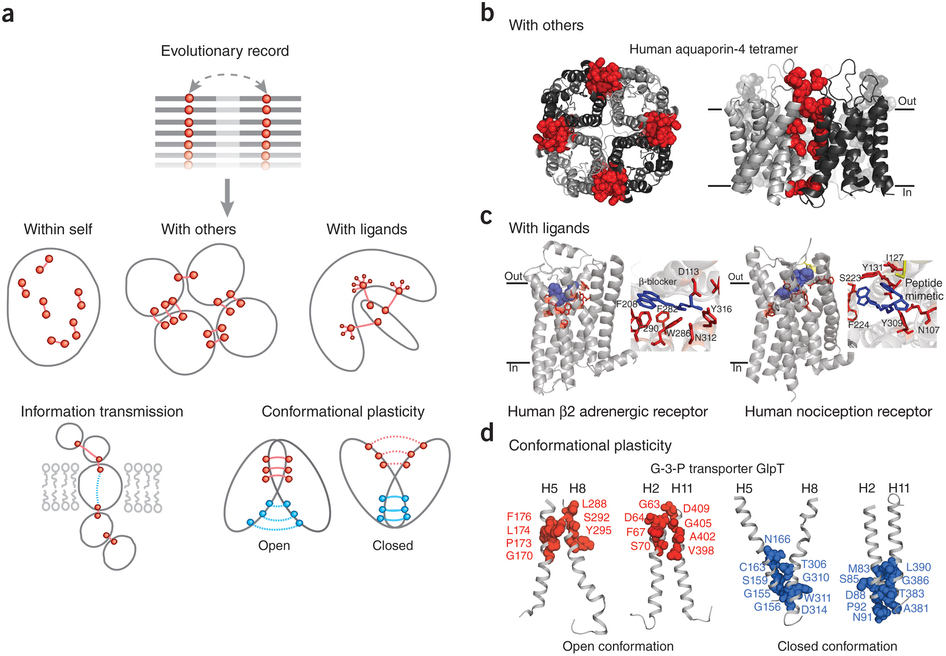 a
Evolutionary record
Within self
With others
With ligands
Information transmission
Conformational plasticity
Open
Closed
b
With others
Human aquaporin-4 tetramer
Out
In
c
With ligands
Out
In
β-blocker
D113
F208
F282
Y316
F290
W286
N312
Human β2 adrenergic receptor
Out
In
I127
Y131
S223
Peptide
mimetic
F224
Y309
N107
Human nociception receptor
d
Conformational plasticity
G-3-P transporter GlpT
H5 H8
L288
F176
S292
L174
Y295
P173
G170
H2 H11
G63
D409
D64
G405
F67
A402
S70
V398
Open conformation
H5 H8
N166
C163
T306
S159
G310
G155
W311
G156
D314
H2 H11
M83
L390
S85
G386
D88
T383
P92
A381
N91
Closed conformation